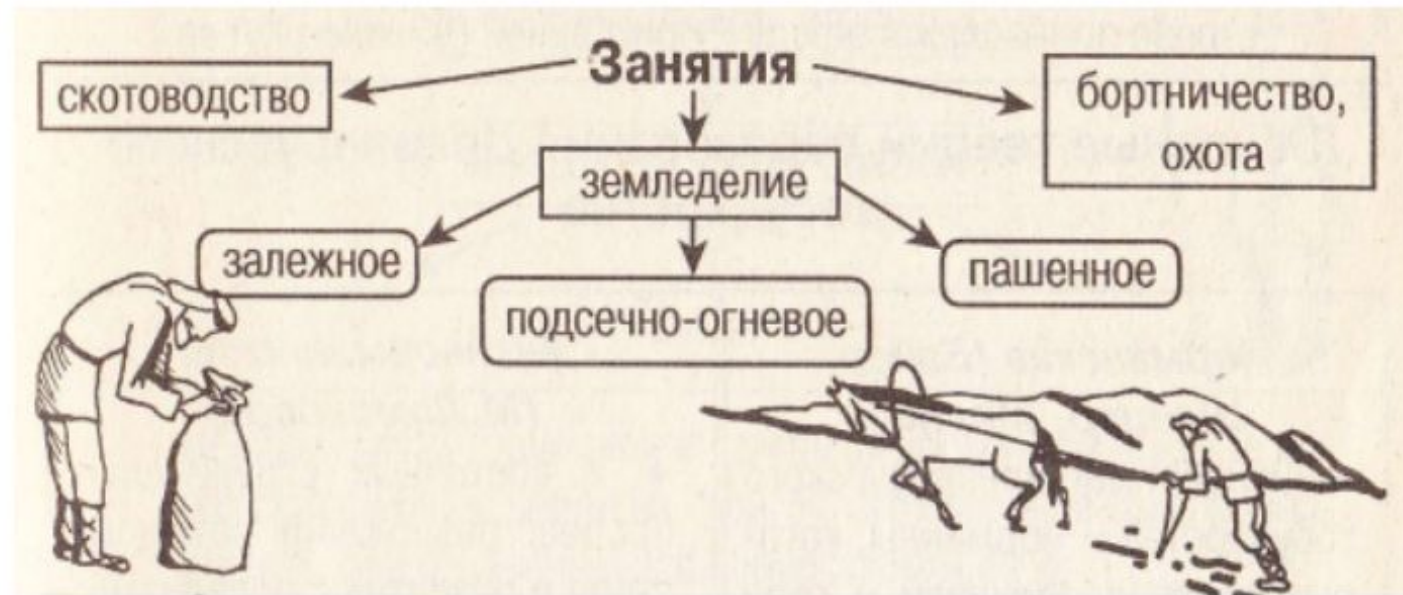 Занятия
скотоводство
бортничество,
охота
земледелие
залежное
подсечно-огневое
пашенное